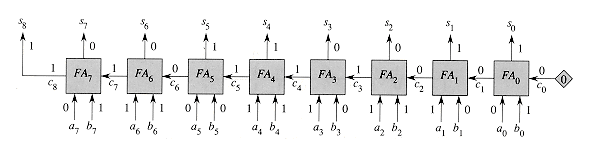 s8 s7 s6 s5 s4 s3 s2 s1 s0
1 0 0 1 1 0 0 1 1
1 1 0 1 1 1 0 0 0
FA7 FA6 FA5 FA4 FA3 FA2 FA1 FA0 0
c8 c7 c6 c5 c4 c3 c2 c1 c0
0 1 1 1 0 0 1 1 1 0 1 1 1 0 0 1
a7 b7 a6 b6 a5 b5 a4 b4 a3 b3 a2 b2 a1 b1 a0 b0